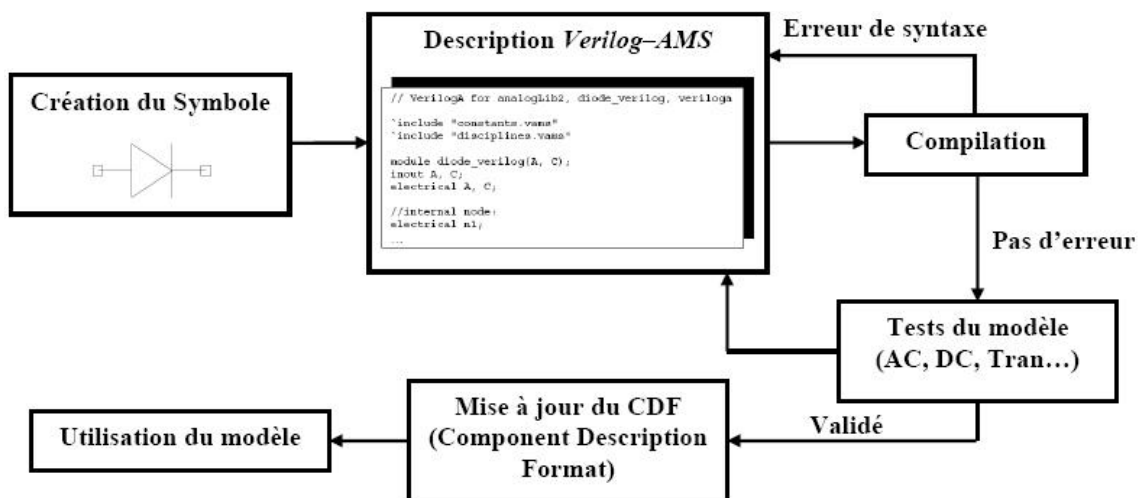 Création du Symbole
Description Verilog–AMS
// VerilogA for analogLib2, diode_verilog, veriloga
`include "constants.vams"
`include "disciplines.vams"
module diode_verilog(A, C);
inout A, C;
electrical A, C;
//internal node:
electrical n1;
...
Erreur de syntaxe
Compilation
Pas d’erreur
Tests du modèle
(AC, DC, Tran…)
Validé
Mise à jour du CDF
(Component Description
Format)
Utilisation du modèle